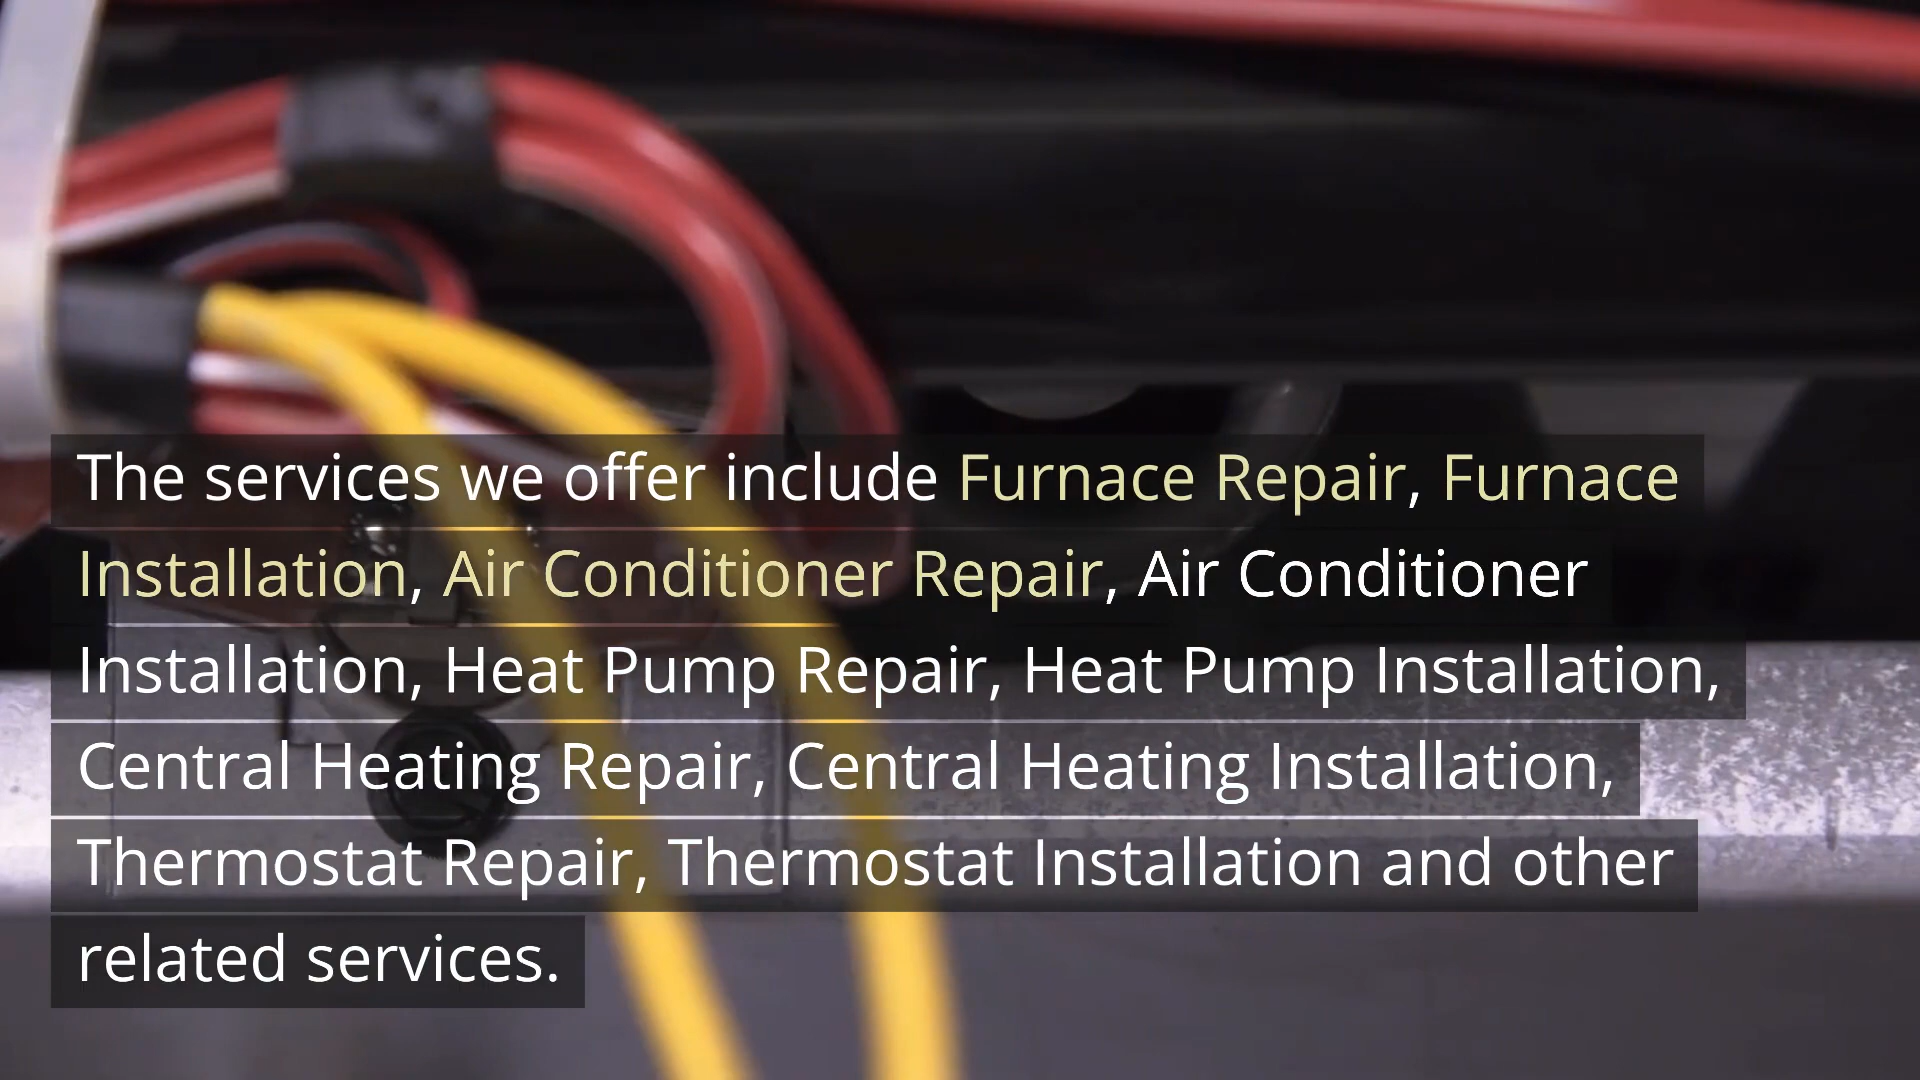 The services we offer include Furnace Repair, Furnace
Installation, Air Conditioner Repair, Air Conditioner
Installation, Heat Pump Repair, Heat Pump Installation,
Central Heating Repair, Central Heating Installation,
Thermostat Repair, Thermostat Installation and other
related services.